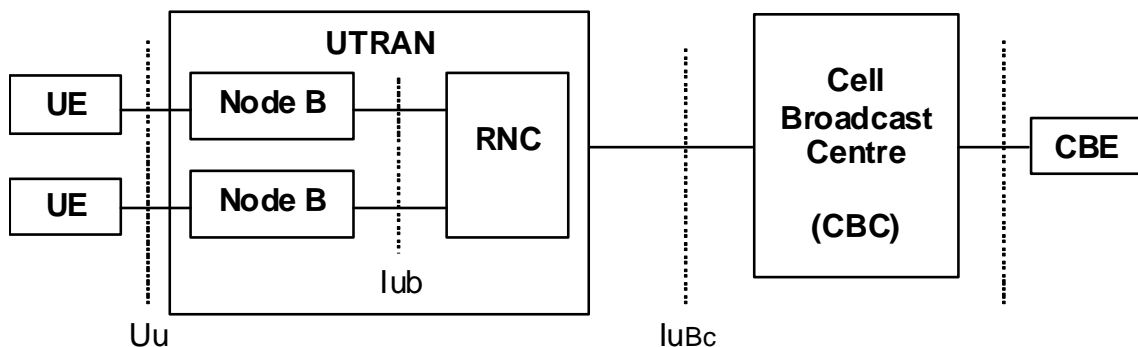 UTRAN
UE
Node B
RNC
Cell
Broadcast
Centre
(CBC)
CBE
UE
Node B
Iub
Uu
IuBc